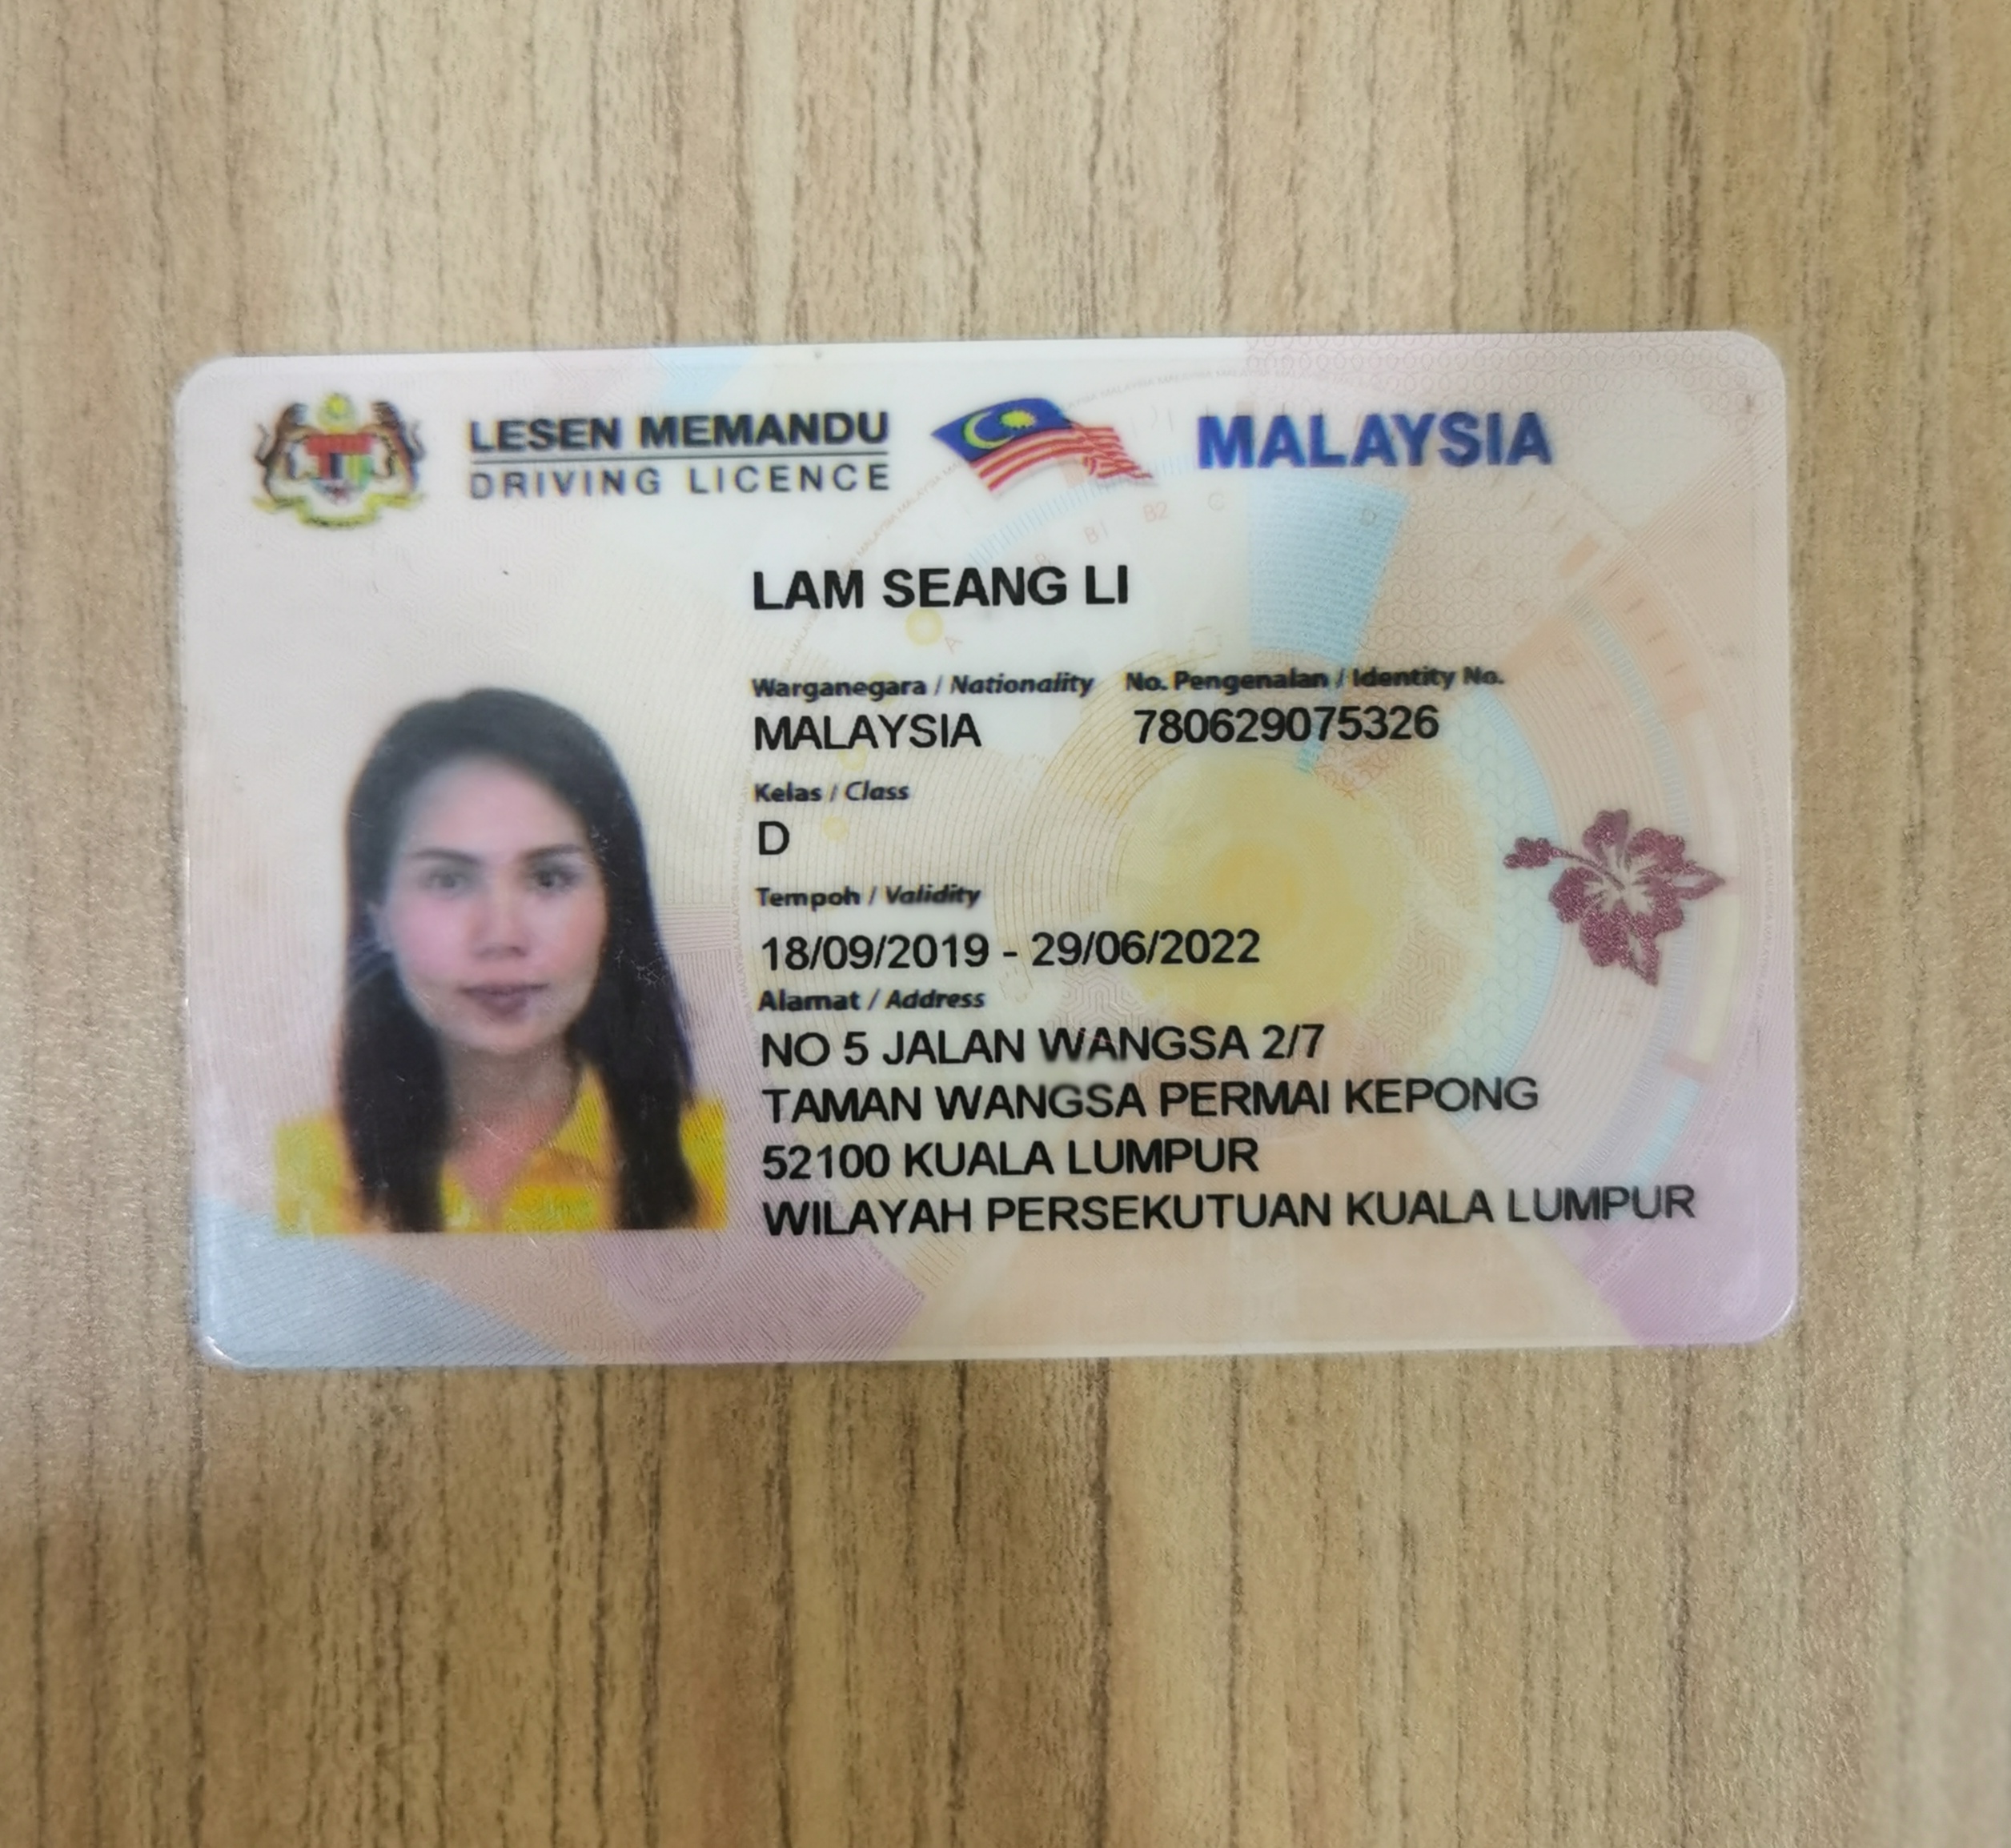 LESEN MEMANDU
DRIVING LICENCE
MALAYSIA
LAM SEANG LI
Warganegara / Nationality No. Pengenalan / Identity No.
MALAYSIA 780629075326
Kelas / Class
D
Tempoh / Validity
18/09/2019 - 29/06/2022
Alamat / Address
NO 5 JALAN WANGSA 2/7
TAMAN WANGSA PERMAI KEPONG
52100 KUALA LUMPUR
WILAYAH PERSEKUTUAN KUALA LUMPUR
A
B1
B2
C
D